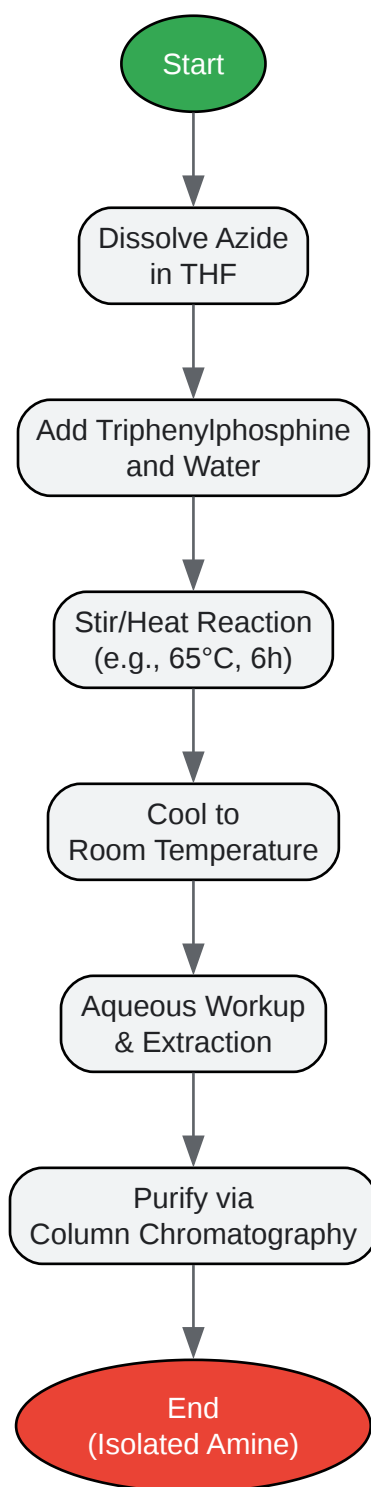 Start
Dissolve Azide
in THF
Add Triphenylphosphine
and Water
Stir/Heat Reaction
(e.g., 65°C, 6h)
Cool to
Room Temperature
Aqueous Workup
& Extraction
Purify via
Column Chromatography
End
(Isolated Amine)